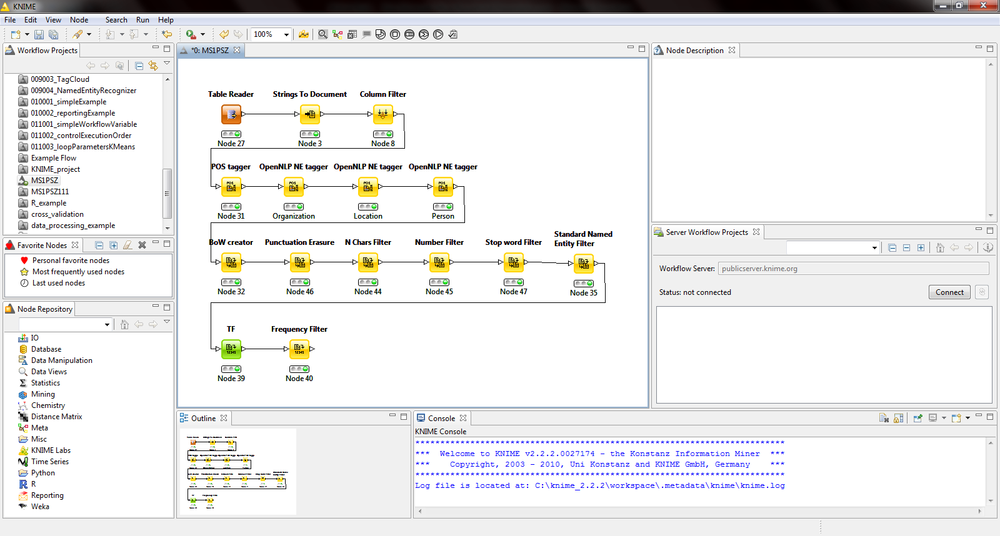 KNIME
File Edit View Node Search Run Help
100%
Workflow Projects
009003_TagCloud
009004_NamedEntityRecognizer
010001_simpleExample
010002_reportingExample
011001_simpleWorkflowVariable
011002_controlExecutionOrder
011003_loopParametersKMeans
Example Flow
KNIME_project
MS1PSZ
MS1PSZ111
R_example
cross_validation
data_processing_example
Favorite Nodes
Personal favorite nodes
Most frequently used nodes
Last used nodes
Node Repository
IO
Database
Data Manipulation
Data Views
Statistics
Mining
Chemistry
Distance Matrix
Meta
Misc
KNIME Labs
Time Series
Python
R
Reporting
Weka
*0: MS1PSZ
Table Reader Strings To Document Column Filter
Node 27 Node 3 Node 8
POS tagger OpenNLP NE tagger OpenNLP NE tagger OpenNLP NE tagger
POS POS POS POS
Node 31 Organization Location Person
BoW creator Punctuation Erasure N Chars Filter Number Filter Stop word Filter Standard Named
Entity Filter
Node 32 Node 46 Node 44 Node 45 Node 47 Node 35
TF Frequency Filter
12345 12345
Node 39 Node 40
Outline
Console
KNIME Console
**************************************************************************
*** Welcome to KNIME v2.2.2.0027174 - the Konstanz Information Miner ***
*** Copyright, 2003 - 2010, Uni Konstanz and KNIME GmbH, Germany ***
**************************************************************************
Log file is located at: C:\knime_2.2.2\workspace\.metadata\knime\knime.log
Node Description
Server Workflow Projects
Workflow Server: publicserver.knime.org
Status: not connected Connect